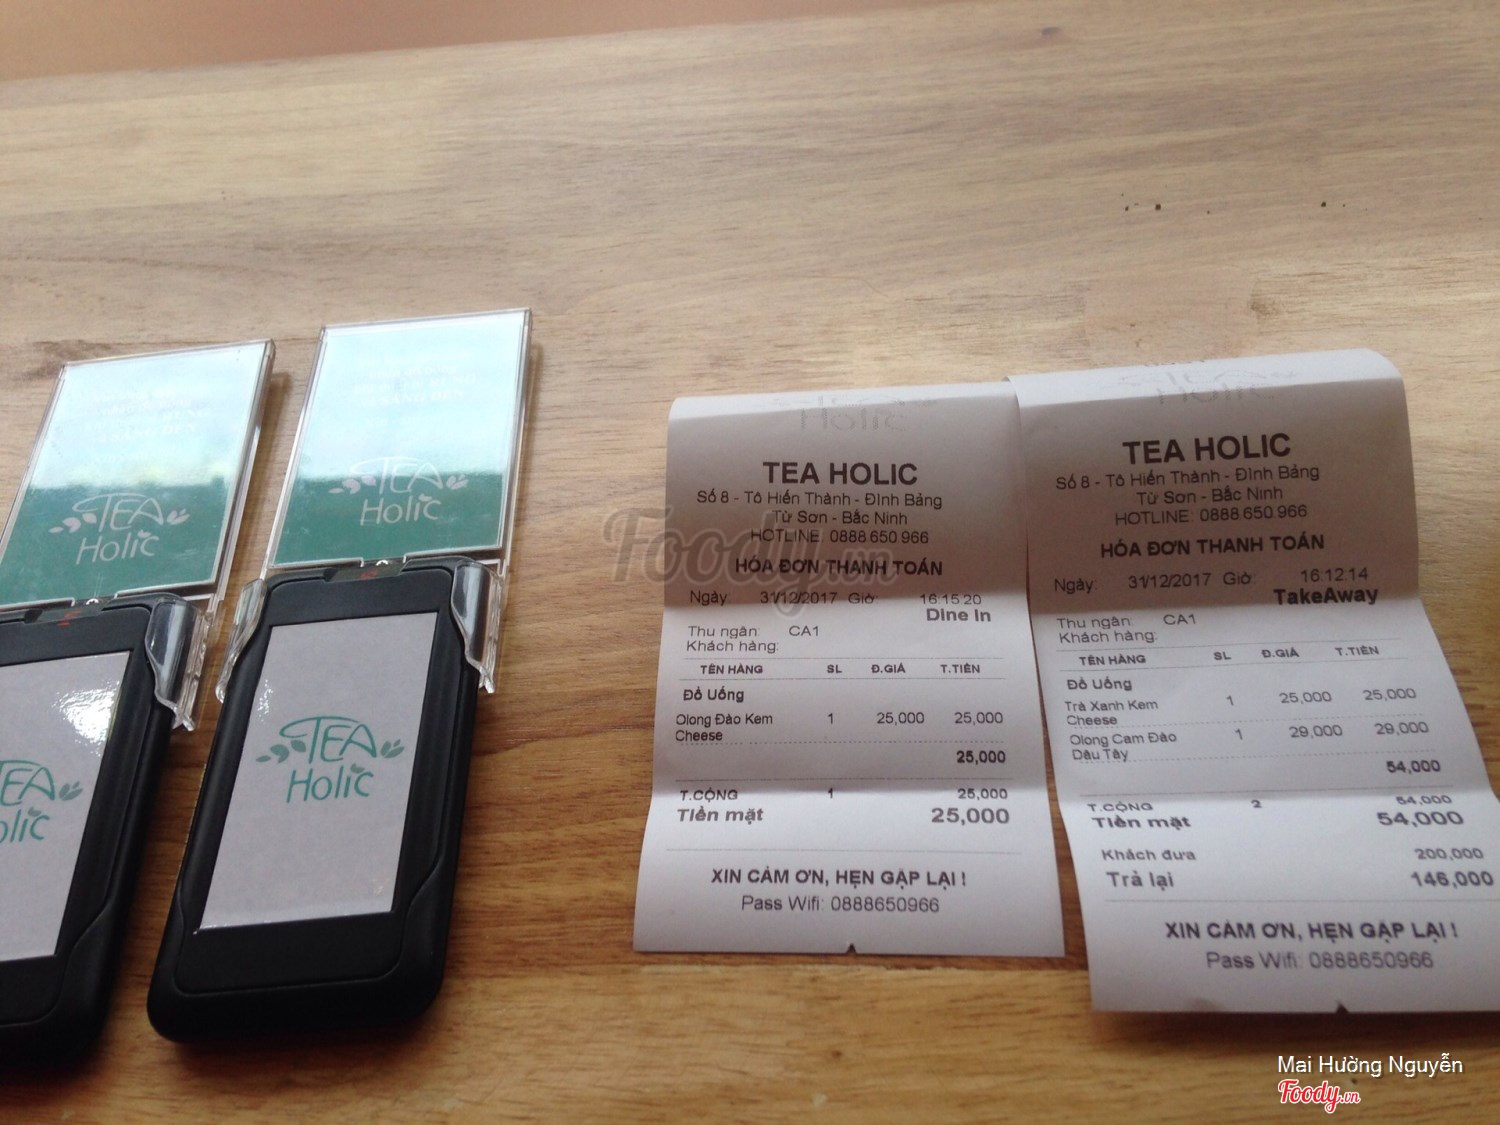 TEA
Holic
TEA
Holic
TEA
Holic
TEA HOLIC
Số 8 - Tô Hiến Thành - Đình Bảng
Từ Sơn - Bắc Ninh
HOTLINE: 0888.650.966
HÓA ĐƠN THANH TOÁN
Ngày: 31/12/2017 Giờ: 16:15:20
Dine In
Thu ngân: CA1
Khách hàng:
TÊN HÀNG SL Đ.GIÁ T.TIỀN
Đồ Uống
Olong Đào Kem 1 25,000 25,000
Cheese
25,000
T.CỘNG 1 25,000
Tiền mặt 25,000
XIN CẢM ƠN, HẸN GẶP LẠI !
Pass Wifi: 0888650966
TEA HOLIC
Số 8 - Tô Hiến Thành - Đình Bảng
Từ Sơn - Bắc Ninh
HOTLINE: 0888.650.966
HÓA ĐƠN THANH TOÁN
Ngày: 31/12/2017 Giờ: 16:12:14
TakeAway
Thu ngân: CA1
Khách hàng:
TÊN HÀNG SL Đ.GIÁ T.TIỀN
Đồ Uống
Trà Xanh Kem 1 25,000 25,000
Cheese
Olong Cam Đào 1 29,000 29,000
Dâu Tây
54,000
T.CỘNG 2 54,000
Tiền mặt 54,000
Khách đưa 200,000
Trả lại 146,000
XIN CẢM ƠN, HẸN GẶP LẠI !
Pass Wifi: 0888650966
Foody.vn
Mai Hường Nguyễn
Foody.vn